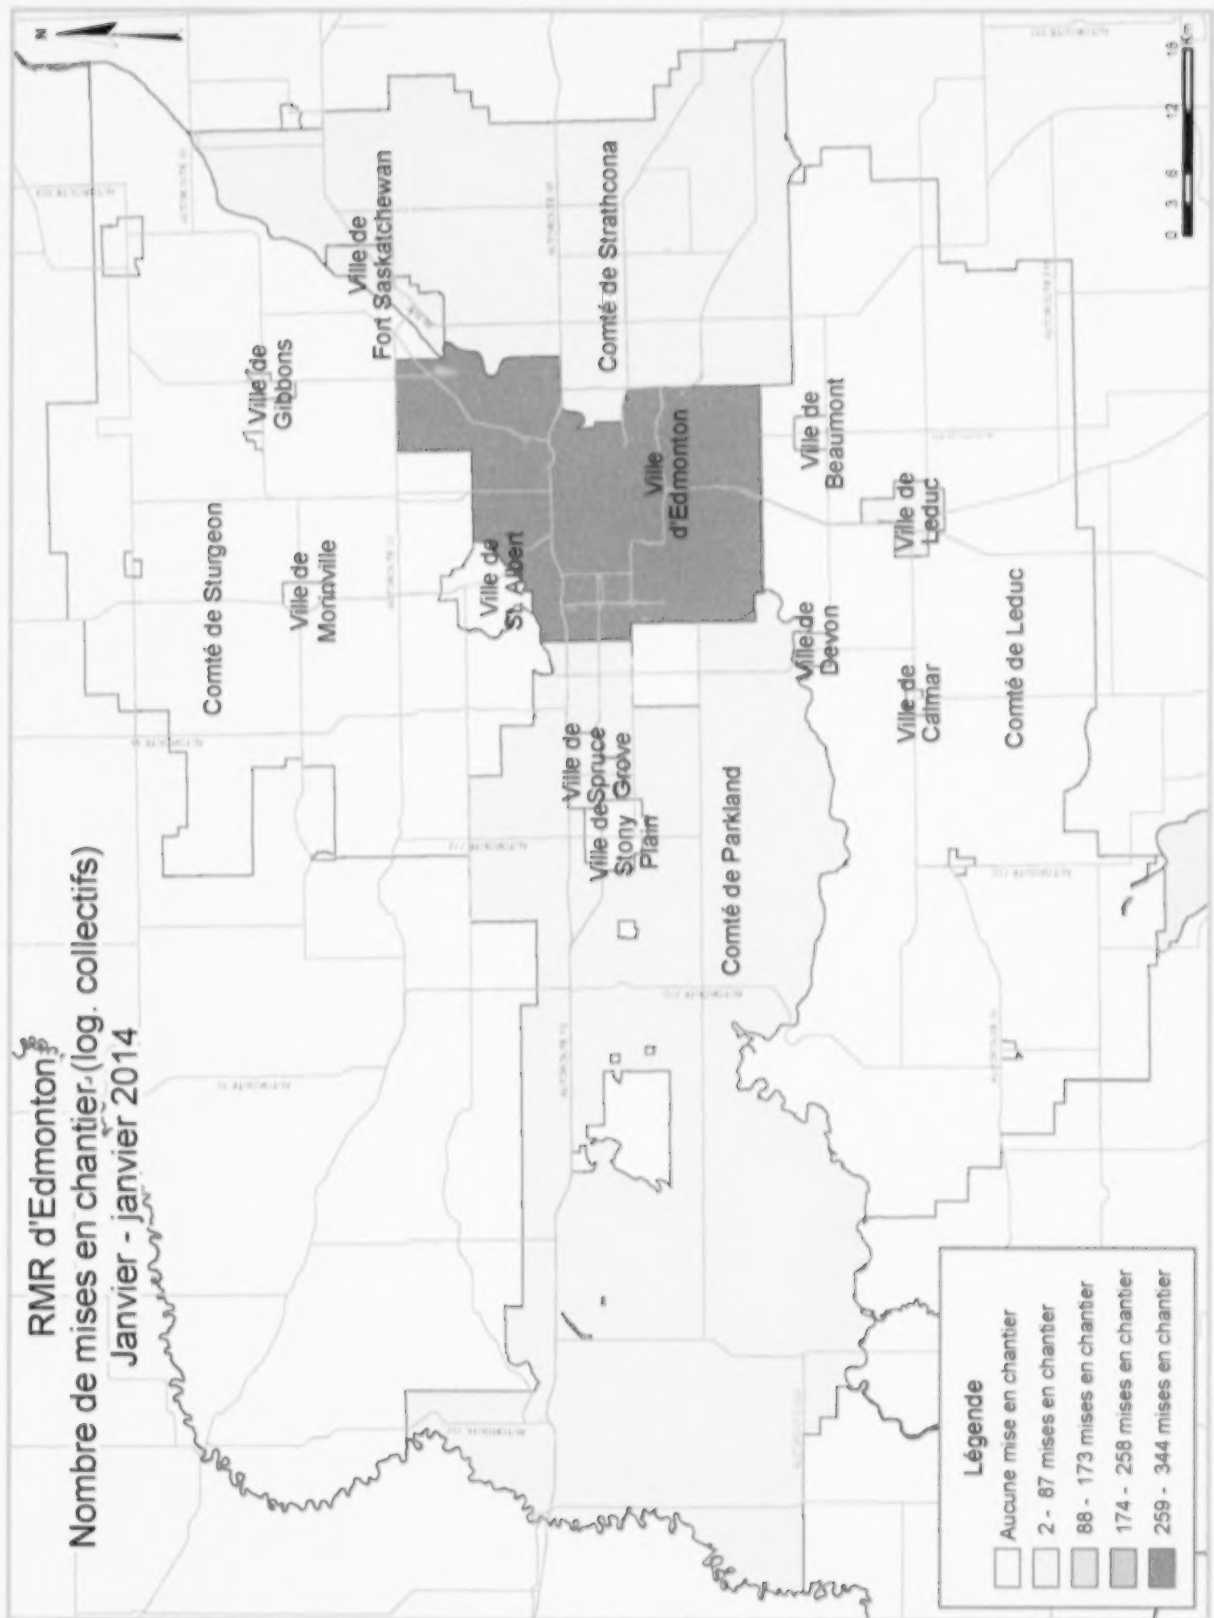 RMR d'Edmonton
Nombre de mises en chantier (log. collectifs)
Janvier - janvier 2014
N
Comté de Sturgeon
Ville de
Gibbons
Ville de
Morinville
Ville de
Fort Saskatchewan
Ville de
St. Albert
Comté de Strathcona
Ville
d'Edmonton
Ville de
Spruce
Grove
Ville de
Stony
Plain
Comté de Parkland
Ville de
Beaumont
Ville de
Devon
Ville de
Leduc
Ville de
Calmar
Comté de Leduc
Légende
Aucune mise en chantier
2 - 87 mises en chantier
88 - 173 mises en chantier
174 - 258 mises en chantier
259 - 344 mises en chantier
0 3 6 12 18
Km